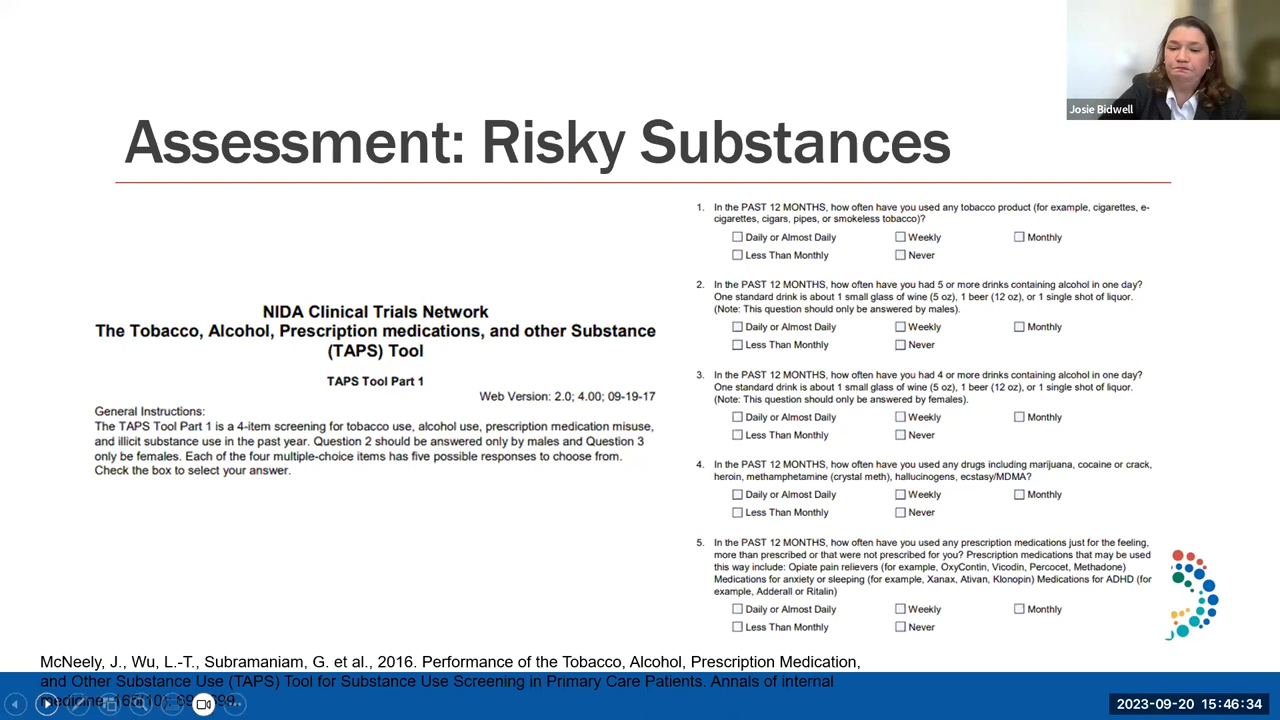 Josie Bidwell
Assessment: Risky Substances
NIDA Clinical Trials Network
The Tobacco, Alcohol, Prescription medications, and other Substance
(TAPS) Tool
TAPS Tool Part 1
Web Version: 2.0; 4.00; 09-19-17
General Instructions:
The TAPS Tool Part 1 is a 4-item screening for tobacco use, alcohol use, prescription medication misuse,
and illicit substance use in the past year. Question 2 should be answered only by males and Question 3
only be females. Each of the four multiple-choice items has five possible responses to choose from.
Check the box to select your answer.
1. In the PAST 12 MONTHS, how often have you used any tobacco product (for example, cigarettes, e-
cigarettes, cigars, pipes, or smokeless tobacco)?
Daily or Almost Daily Weekly Monthly
Less Than Monthly Never
2. In the PAST 12 MONTHS, how often have you had 5 or more drinks containing alcohol in one day?
One standard drink is about 1 small glass of wine (5 oz), 1 beer (12 oz), or 1 single shot of liquor.
(Note: This question should only be answered by males).
Daily or Almost Daily Weekly Monthly
Less Than Monthly Never
3. In the PAST 12 MONTHS, how often have you had 4 or more drinks containing alcohol in one day?
One standard drink is about 1 small glass of wine (5 oz), 1 beer (12 oz), or 1 single shot of liquor.
(Note: This question should only be answered by females).
Daily or Almost Daily Weekly Monthly
Less Than Monthly Never
4. In the PAST 12 MONTHS, how often have you used any drugs including marijuana, cocaine or crack,
heroin, methamphetamine (crystal meth), hallucinogens, ecstasy/MDMA?
Daily or Almost Daily Weekly Monthly
Less Than Monthly Never
5. In the PAST 12 MONTHS, how often have you used any prescription medications just for the feeling,
more than prescribed or that were not prescribed for you? Prescription medications that may be used
this way include: Opiate pain relievers (for example, OxyContin, Vicodin, Percocet, Methadone)
Medications for anxiety or sleeping (for example, Xanax, Ativan, Klonopin) Medications for ADHD (for
example, Adderall or Ritalin)
Daily or Almost Daily Weekly Monthly
Less Than Monthly Never
McNeely, J., Wu, L.-T., Subramaniam, G. et al., 2016. Performance of the Tobacco, Alcohol, Prescription Medication,
and Other Substance Use (TAPS) Tool for Substance Use Screening in Primary Care Patients. Annals of internal
medicine
2023-09-20 15:46:34